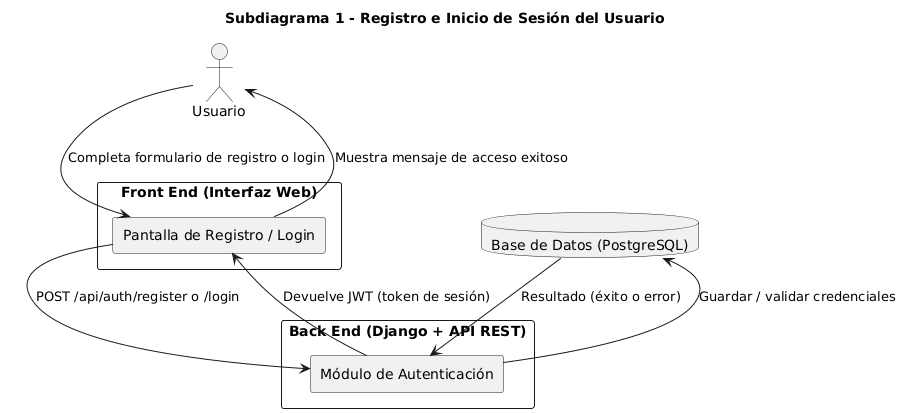 Subdiagrama 1 - Registro e Inicio de Sesión del Usuario
Usuario
Completa formulario de registro o login
Muestra mensaje de acceso exitoso
Front End (Interfaz Web)
Pantalla de Registro / Login
Base de Datos (PostgreSQL)
POST /api/auth/register o /login
Devuelve JWT (token de sesión)
Resultado (éxito o error)
Guardar / validar credenciales
Back End (Django + API REST)
Módulo de Autenticación